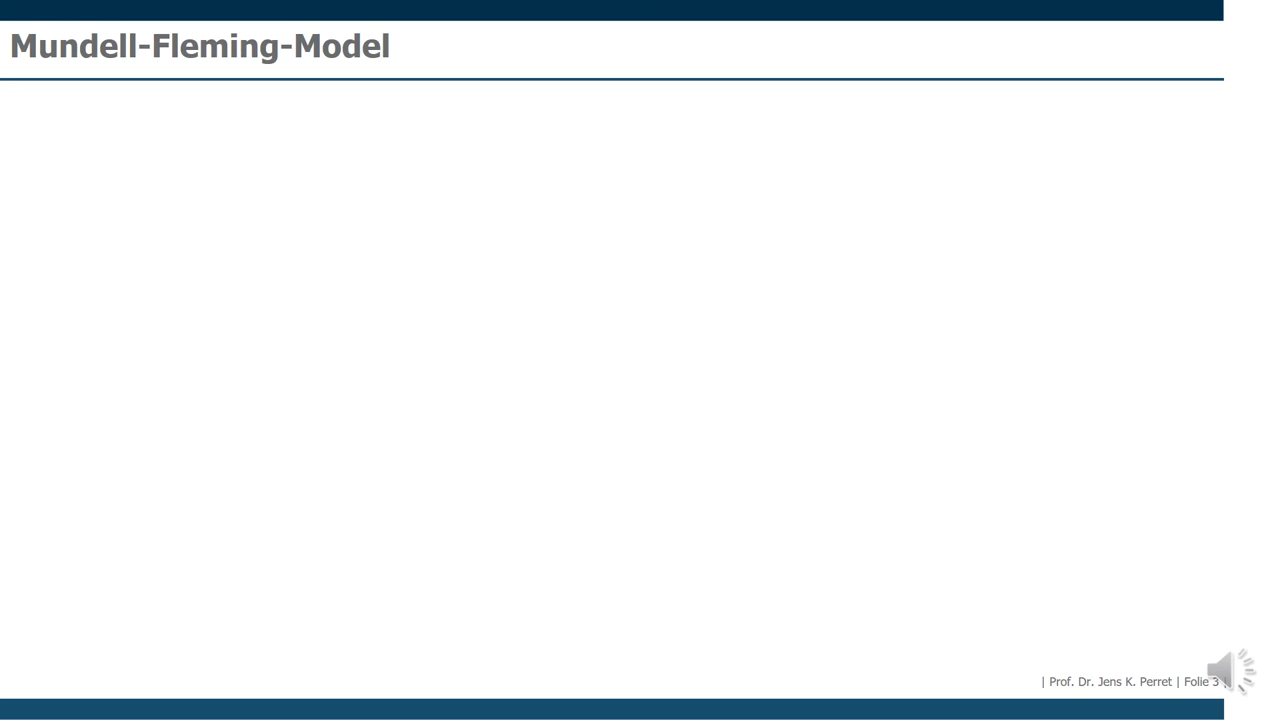 Mundell-Fleming-Model
| Prof. Dr. Jens K. Perret | Folie 3 |